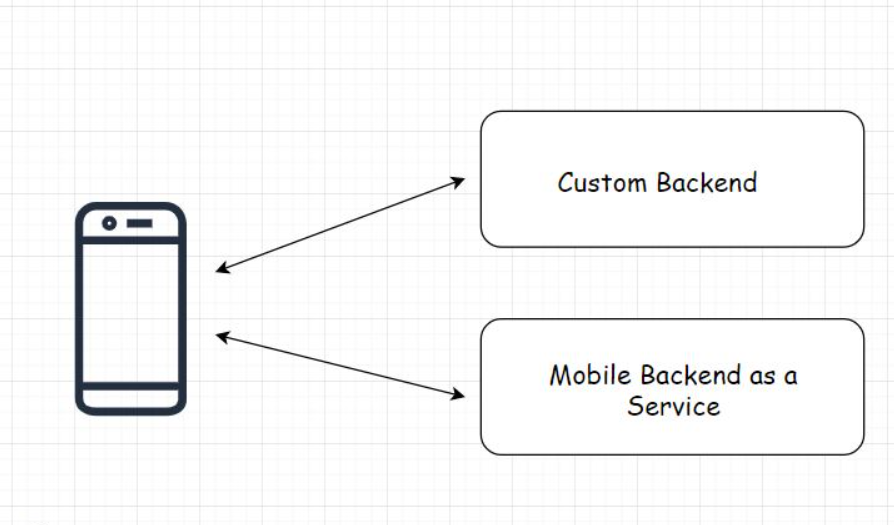 Custom Backend
Mobile Backend as a
Service